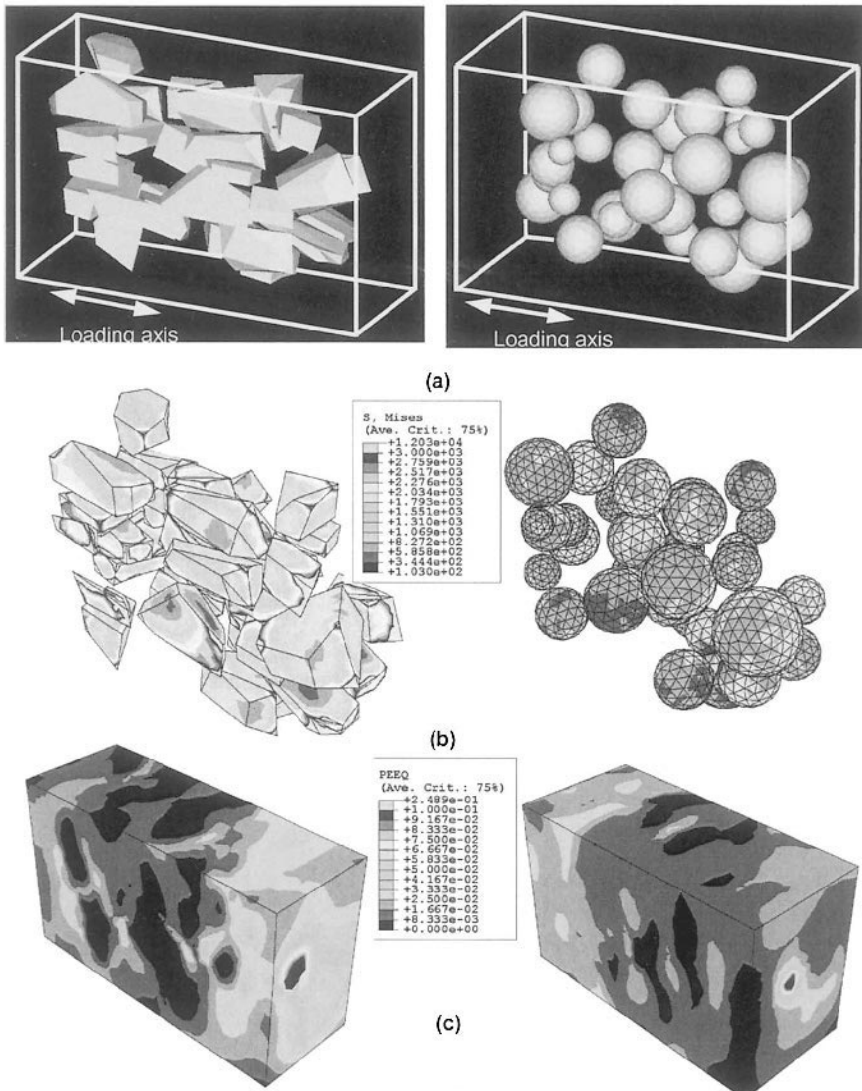 Loading axis
Loading axis
(a)
S, Mises
(Ave. Crit.: 75%)
+1.203e+04
+3.000e+03
+2.759e+03
+2.517e+03
+2.276e+03
+2.034e+03
+1.793e+03
+1.551e+03
+1.310e+03
+1.069e+03
+8.272e+02
+5.858e+02
+3.444e+02
+1.030e+02
(b)
PEEQ
(Ave. Crit.: 75%)
+2.489e-01
+1.000e-01
+9.167e-02
+8.333e-02
+7.500e-02
+6.667e-02
+5.833e-02
+5.000e-02
+4.167e-02
+3.333e-02
+2.500e-02
+1.667e-02
+8.333e-03
+0.000e+00
(c)